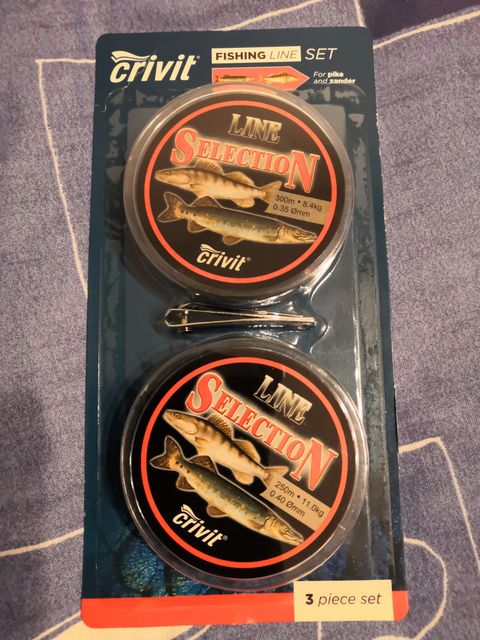 crivit®
FISHING LINE SET
For pike
and zander
LINE
SELECTION
300m • 8.4kg
0.35 Ømm
crivit®
LINE
SELECTION
250m • 11.0kg
0.40 Ømm
crivit®
3 piece set